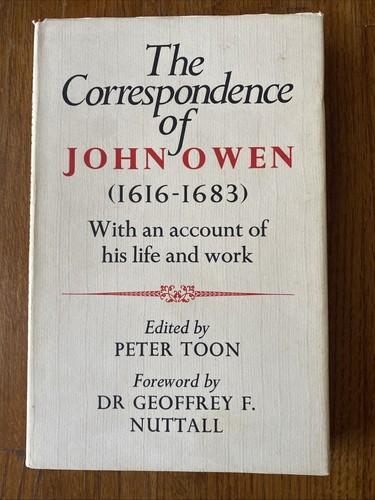 The
Correspondence
of
JOHN OWEN
(1616-1683)
With an account of
his life and work
Edited by
PETER TOON
Foreword by
DR GEOFFREY F.
NUTTALL